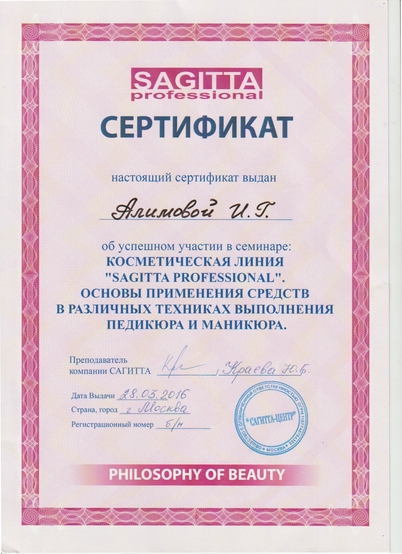 SAGITTA
professional
СЕРТИФИКАТ
настоящий сертификат выдан
Алимовой И.Г.
об успешном участии в семинаре:
КОСМЕТИЧЕСКАЯ ЛИНИЯ
"SAGITTA PROFESSIONAL".
ОСНОВЫ ПРИМЕНЕНИЯ СРЕДСТВ
В РАЗЛИЧНЫХ ТЕХНИКАХ ВЫПОЛНЕНИЯ
ПЕДИКЮРА И МАНИКЮРА.
Преподаватель
компании САГИТТА , Краева Ю.Б.
Дата Выдачи 28.05.2016
Страна, город г. Москва
Регистрационный номер б/н
"САГИТТА-ЦЕНТР"
PHILOSOPHY OF BEAUTY